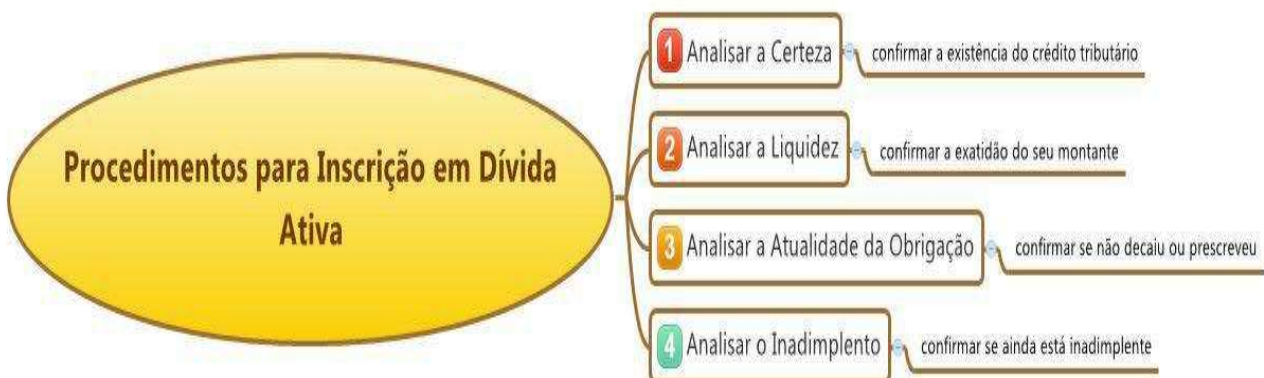 Procedimentos para Inscrição em Dívida
Ativa
1 Analisar a Certeza
confirmar a existência do crédito tributário
2 Analisar a Liquidez
confirmar a exatidão do seu montante
3 Analisar a Atualidade da Obrigação
confirmar se não decaiu ou prescreveu
4 Analisar o Inadimplento
confirmar se ainda está inadimplente